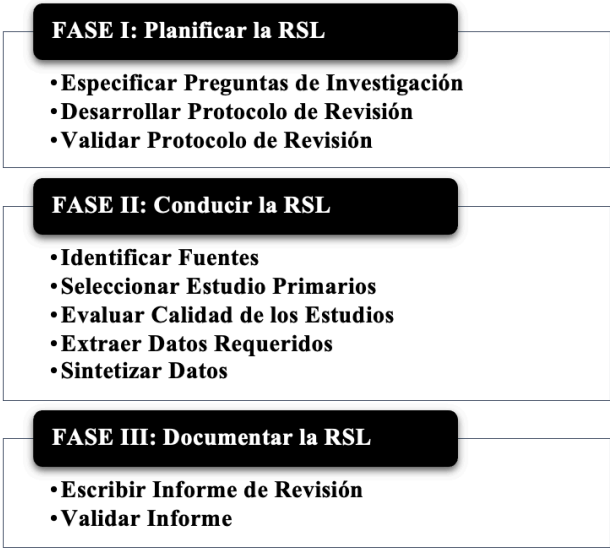 FASE I: Planificar la RSL
•Especificar Preguntas de Investigación
•Desarrollar Protocolo de Revisión
•Validar Protocolo de Revisión
FASE II: Conducir la RSL
•Identificar Fuentes
•Seleccionar Estudio Primarios
•Evaluar Calidad de los Estudios
•Extraer Datos Requeridos
•Sintetizar Datos
FASE III: Documentar la RSL
•Escribir Informe de Revisión
•Validar Informe